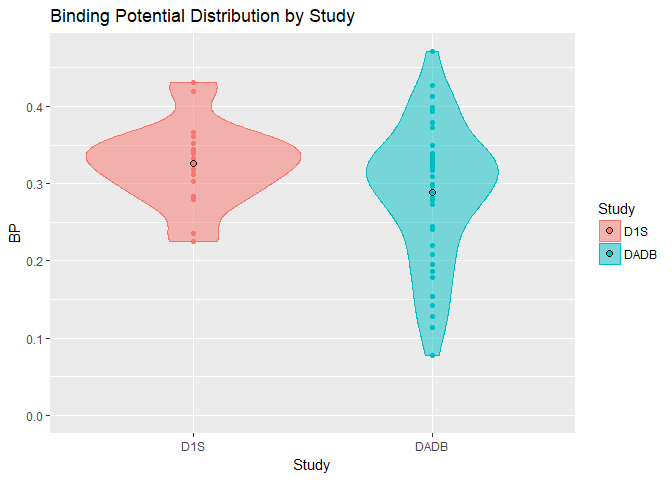 Binding Potential Distribution by Study
BP
0.4
0.3
0.2
0.1
0.0
D1S
DADB
Study
Study
D1S
DADB